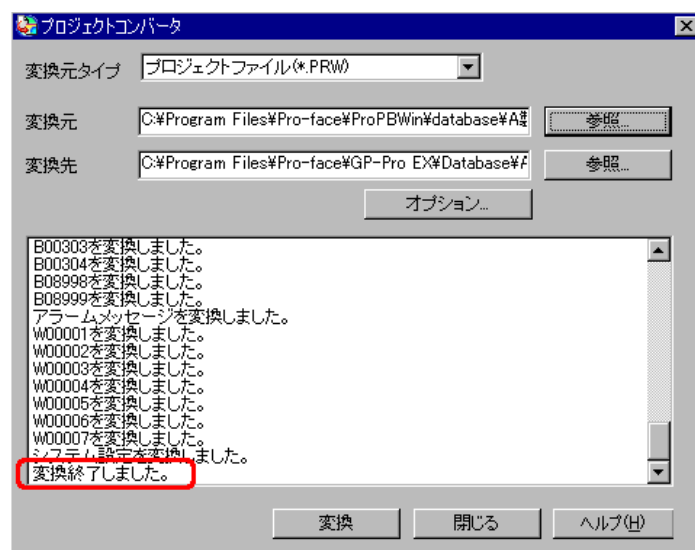 プロジェクトコンバータ
変換元タイプ プロジェクトファイル(*.PRW)
変換元 C:¥Program Files¥Pro-face¥ProPBWin¥database¥A 参照...
変換先 C:¥Program Files¥Pro-face¥GP-Pro EX¥Database¥A 参照...
オプション...
B00303を変換しました。
B00304を変換しました。
B08998を変換しました。
B08999を変換しました。
アラームメッセージを変換しました。
W00001を変換しました。
W00002を変換しました。
W00003を変換しました。
W00004を変換しました。
W00005を変換しました。
W00006を変換しました。
W00007を変換しました。
システム設定を変換しました。
変換終了しました。
変換 閉じる ヘルプ(H)